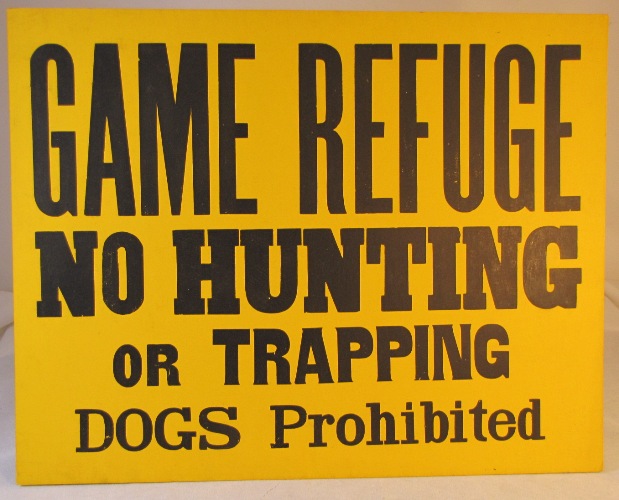 GAME REFUGE
NO HUNTING
OR TRAPPING
DOGS Prohibited